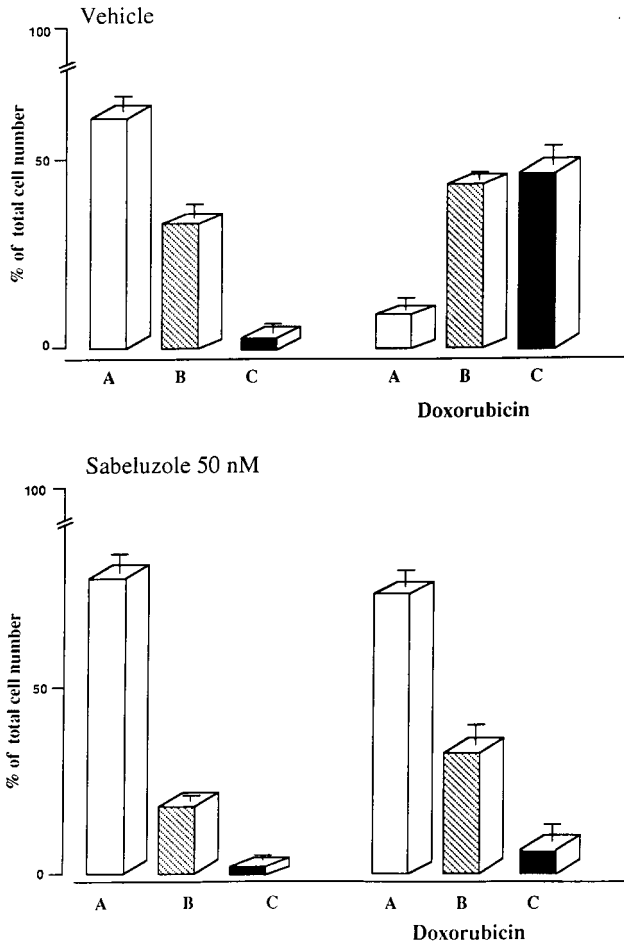 Vehicle
100
50
0
% of total cell number
A B C A B C
Doxorubicin
Sabeluzole 50 nM
100
50
0
% of total cell number
A B C A B C
Doxorubicin